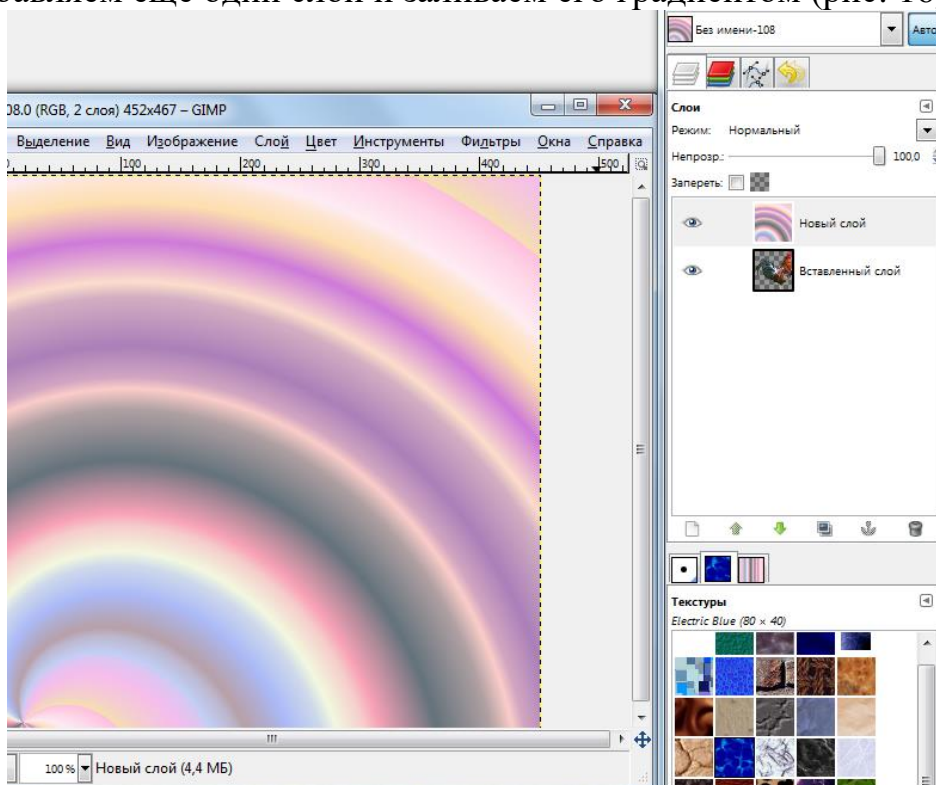 авляем еще один слой и заливаем его градиентом (рис. 10
Без имени-108
Авто
08.0 (RGB, 2 слоя) 452x467 – GIMP
Выделение Вид Изображение Слой Цвет Инструменты Фильтры Окна Справка
100 200 300 400 500
Слои
Режим: Нормальный
Непрозр.: 100,0
Запереть:
Новый слой
Вставленный слой
Текстуры
Electric Blue (80 × 40)
100 % Новый слой (4,4 МБ)